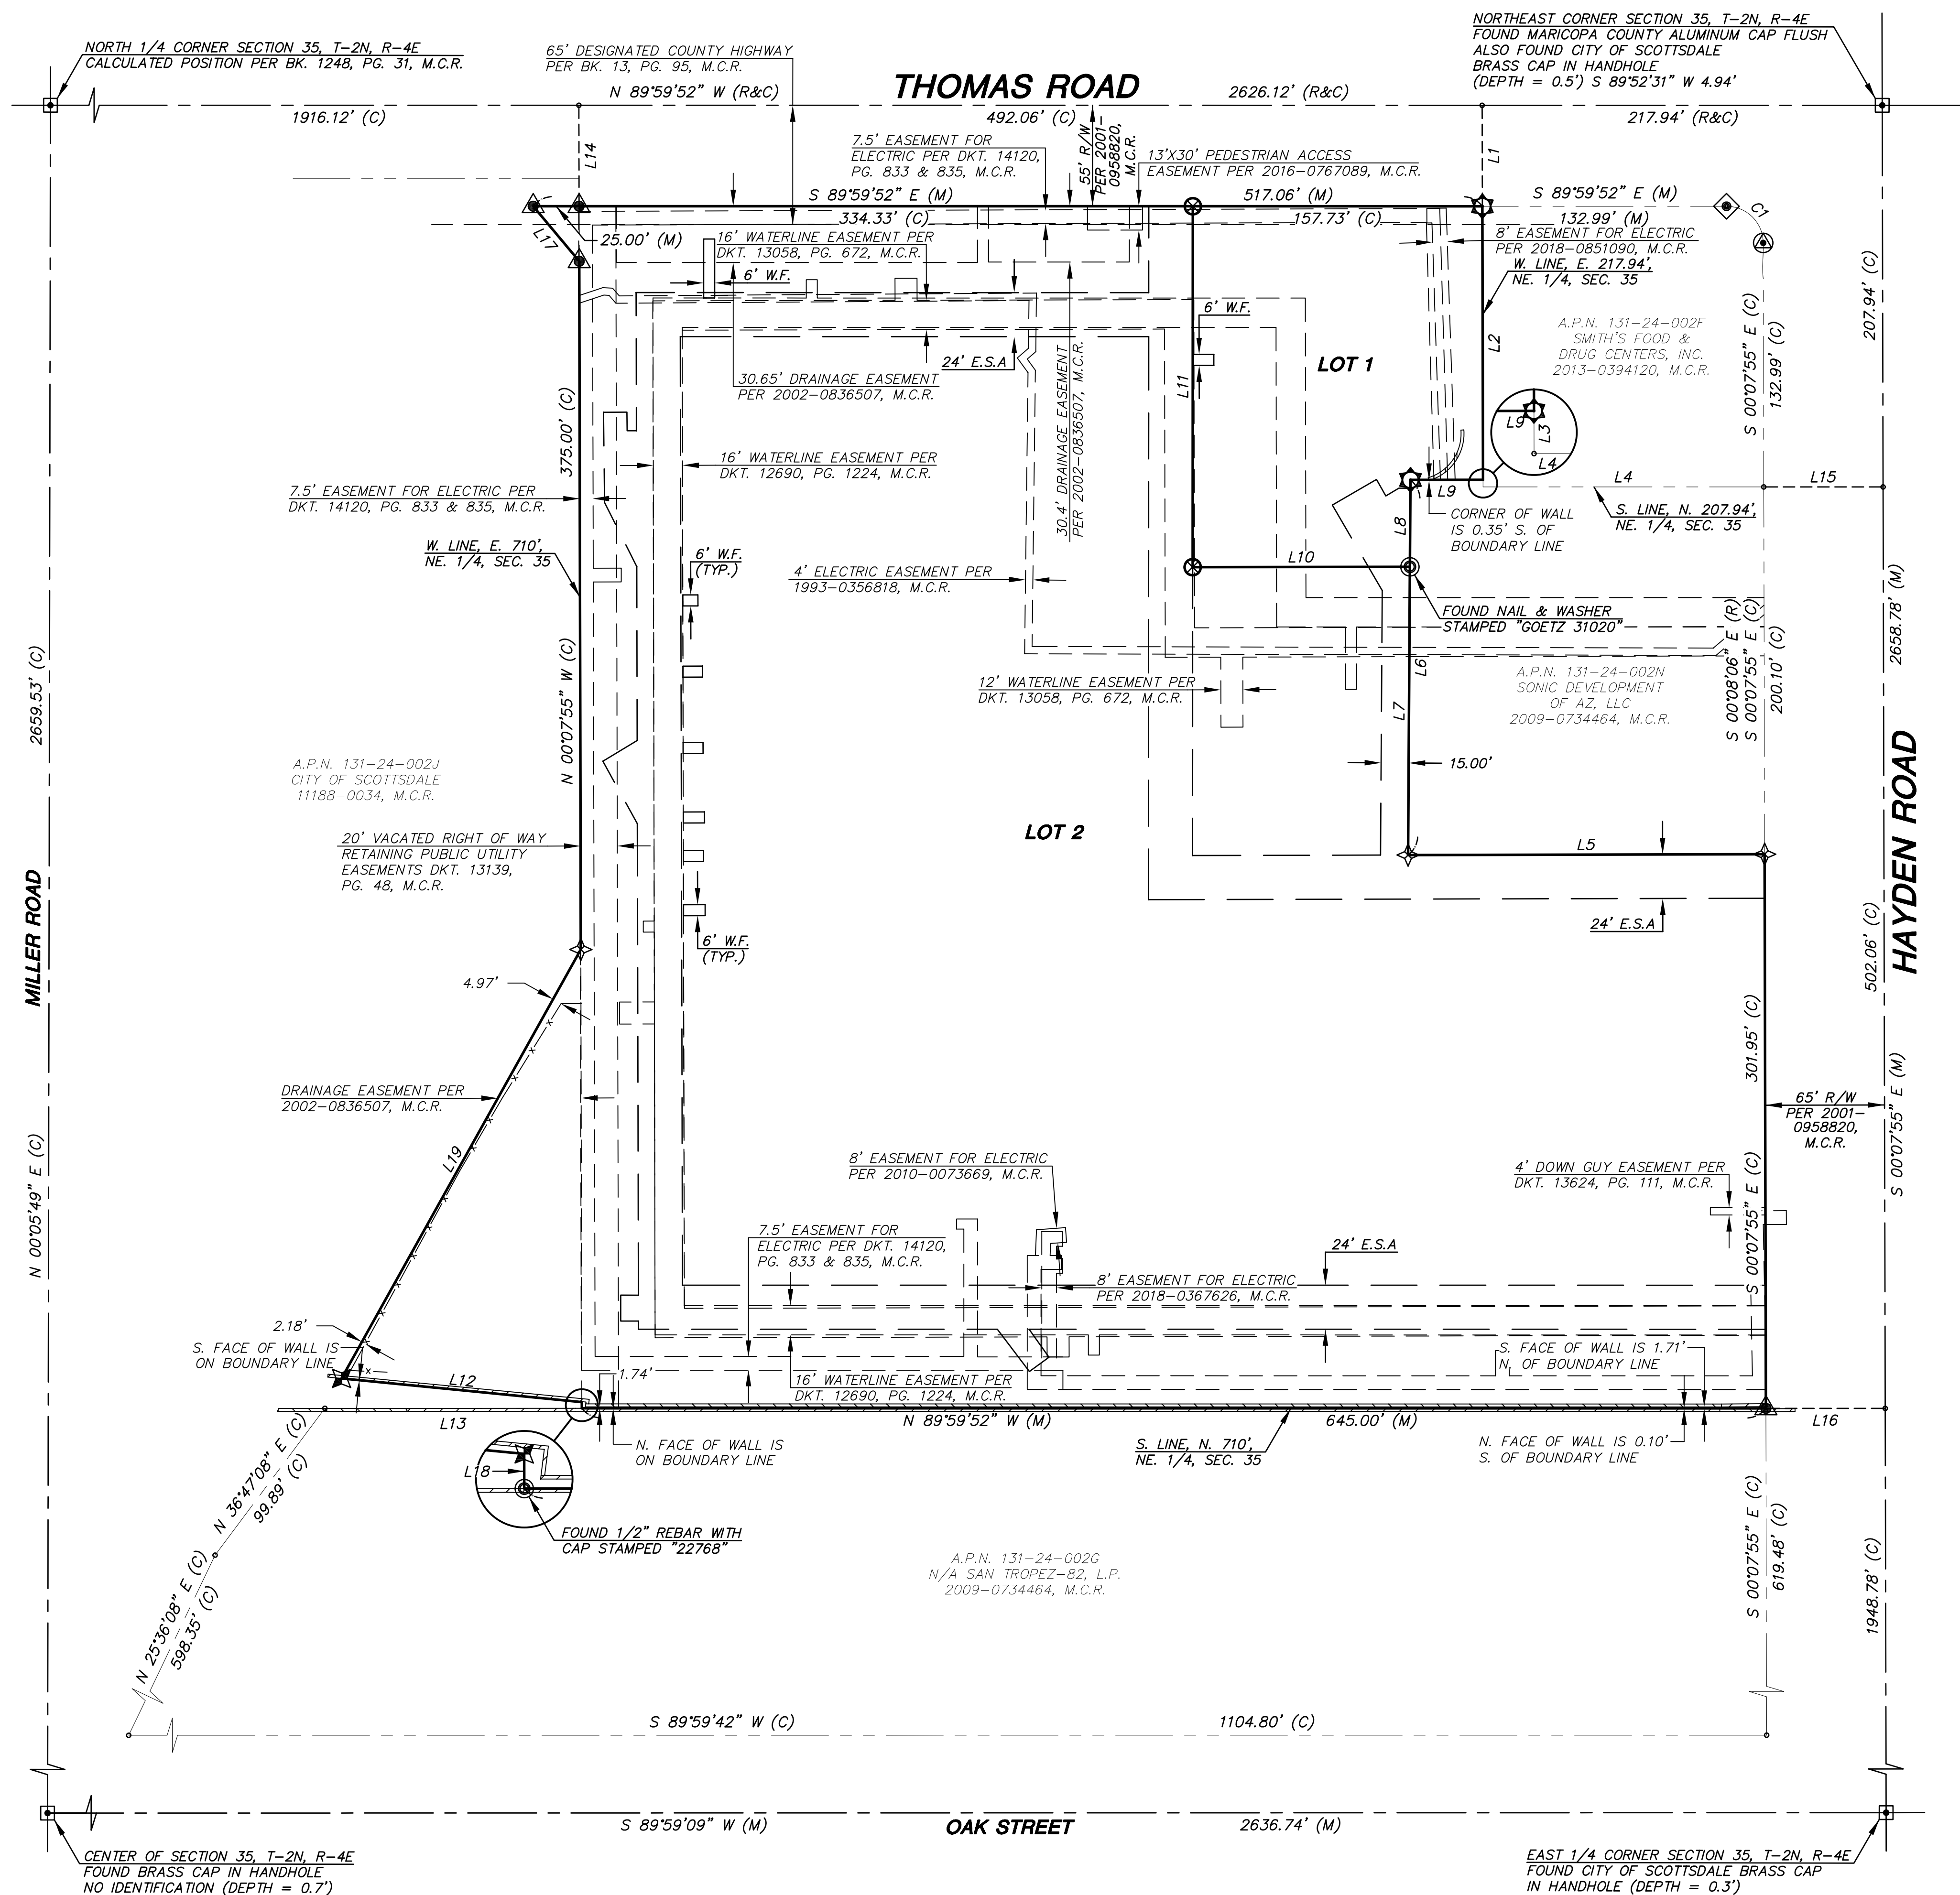 NORTH 1/4 CORNER SECTION 35, T-2N, R-4E
CALCULATED POSITION PER BK. 1248, PG. 31, M.C.R.
65' DESIGNATED COUNTY HIGHWAY
PER BK. 13, PG. 95, M.C.R.
N 89°59'52" W (R&C)
THOMAS ROAD
2626.12' (R&C)
NORTHEAST CORNER SECTION 35, T-2N, R-4E
FOUND MARICOPA COUNTY ALUMINUM CAP FLUSH
ALSO FOUND CITY OF SCOTTSDALE
BRASS CAP IN HANDHOLE
(DEPTH = 0.5') S 89°52'31" W 4.94'
1916.12' (C)
492.06' (C)
217.94' (R&C)
L14
7.5' EASEMENT FOR
ELECTRIC PER DKT. 14120,
PG. 833 & 835, M.C.R.
55' R/W
PER 2001-
0958820,
M.C.R.
13'X30' PEDESTRIAN ACCESS
EASEMENT PER 2016-0767089, M.C.R.
L1
S 89°59'52" E (M)
517.06' (M)
S 89°59'52" E (M)
334.33' (C)
157.73' (C)
132.99' (M)
C1
L17
25.00' (M)
16' WATERLINE EASEMENT PER
DKT. 13058, PG. 672, M.C.R.
6' W.F.
8' EASEMENT FOR ELECTRIC
PER 2018-0851090, M.C.R.
W. LINE, E. 217.94',
NE. 1/4, SEC. 35
207.94' (C)
6' W.F.
L2
A.P.N. 131-24-002F
SMITH'S FOOD &
DRUG CENTERS, INC.
2013-0394120, M.C.R.
S 00°07'55" E (C)
132.99' (C)
24' E.S.A
LOT 1
L11
30.65' DRAINAGE EASEMENT
PER 2002-0836507, M.C.R.
30.4' DRAINAGE EASEMENT
PER 2002-0836507, M.C.R.
375.00' (C)
L9
L3
L4
16' WATERLINE EASEMENT PER
DKT. 12690, PG. 1224, M.C.R.
7.5' EASEMENT FOR ELECTRIC PER
DKT. 14120, PG. 833 & 835, M.C.R.
L9
L4
L15
L8
CORNER OF WALL
IS 0.35' S. OF
BOUNDARY LINE
S. LINE, N. 207.94',
NE. 1/4, SEC. 35
W. LINE, E. 710',
NE. 1/4, SEC. 35
6' W.F.
(TYP.)
L10
4' ELECTRIC EASEMENT PER
1993-0356818, M.C.R.
FOUND NAIL & WASHER
STAMPED "GOETZ 31020"
S 00°08'06" E (R)
S 00°07'55" E (C)
200.10' (C)
2658.78' (M)
2659.53' (C)
N 00°07'55" W (C)
L6
L7
12' WATERLINE EASEMENT PER
DKT. 13058, PG. 672, M.C.R.
A.P.N. 131-24-002N
SONIC DEVELOPMENT
OF AZ, LLC
2009-0734464, M.C.R.
15.00'
A.P.N. 131-24-002J
CITY OF SCOTTSDALE
11188-0034, M.C.R.
HAYDEN ROAD
LOT 2
20' VACATED RIGHT OF WAY
RETAINING PUBLIC UTILITY
EASEMENTS DKT. 13139,
PG. 48, M.C.R.
L5
MILLER ROAD
24' E.S.A
6' W.F.
(TYP.)
502.06' (C)
4.97'
301.95' (C)
DRAINAGE EASEMENT PER
2002-0836507, M.C.R.
65' R/W
PER 2001-
0958820,
M.C.R.
S 00°07'55" E (M)
N 00°05'49" E (C)
L19
8' EASEMENT FOR ELECTRIC
PER 2010-0073669, M.C.R.
4' DOWN GUY EASEMENT PER
DKT. 13624, PG. 111, M.C.R.
S 00°07'55" E (C)
7.5' EASEMENT FOR
ELECTRIC PER DKT. 14120,
PG. 833 & 835, M.C.R.
24' E.S.A
8' EASEMENT FOR ELECTRIC
PER 2018-0367626, M.C.R.
2.18'
S. FACE OF WALL IS
ON BOUNDARY LINE
S. FACE OF WALL IS 1.71'
N. OF BOUNDARY LINE
L12
1.74'
16' WATERLINE EASEMENT PER
DKT. 12690, PG. 1224, M.C.R.
L13
N 89°59'52" W (M)
645.00' (M)
L16
N. FACE OF WALL IS
ON BOUNDARY LINE
S. LINE, N. 710',
NE. 1/4, SEC. 35
N. FACE OF WALL IS 0.10'
S. OF BOUNDARY LINE
N 36°47'08" E (C)
99.89' (C)
L18
FOUND 1/2" REBAR WITH
CAP STAMPED "22768"
S 00°07'55" E (C)
619.48' (C)
1948.78' (C)
A.P.N. 131-24-002G
N/A SAN TROPEZ-82, L.P.
2009-0734464, M.C.R.
N 25°36'08" E (C)
598.35' (C)
S 89°59'42" W (C)
1104.80' (C)
S 89°59'09" W (M)
OAK STREET
2636.74' (M)
CENTER OF SECTION 35, T-2N, R-4E
FOUND BRASS CAP IN HANDHOLE
NO IDENTIFICATION (DEPTH = 0.7')
EAST 1/4 CORNER SECTION 35, T-2N, R-4E
FOUND CITY OF SCOTTSDALE BRASS CAP
IN HANDHOLE (DEPTH = 0.3')